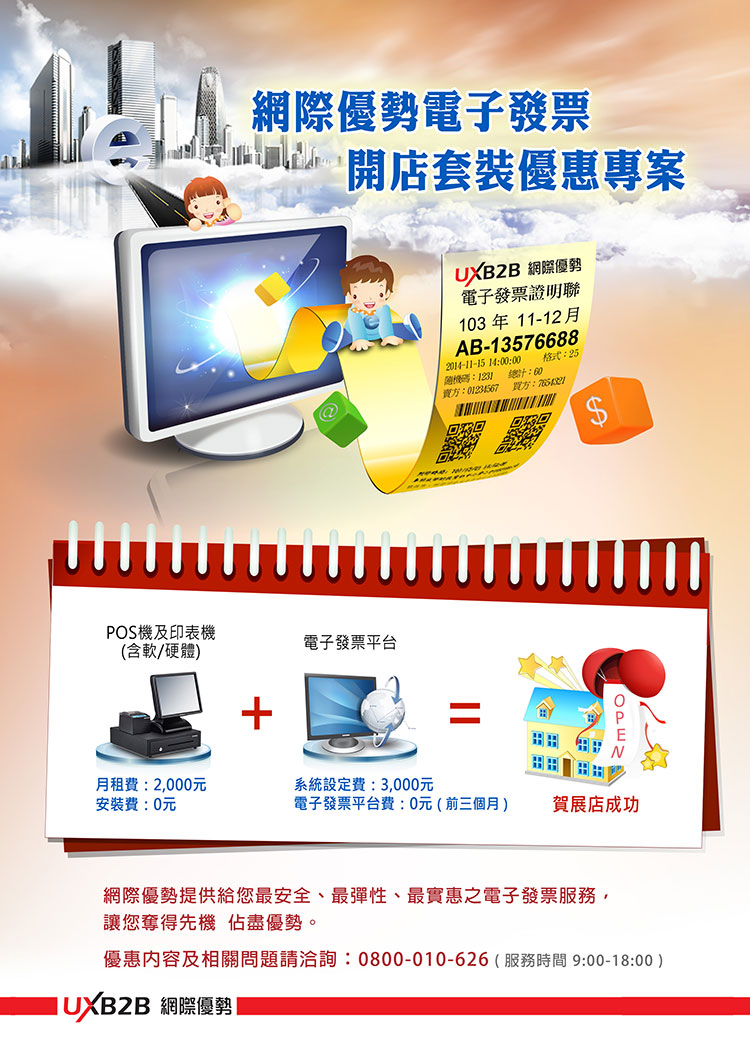 網際優勢電子發票
開店套裝優惠專案
e
UXB2B 網際優勢
電子發票證明聯
103 年 11-12月
AB-13576688
2014-11-15 14:00:00 格式:25
隨機碼:1231 總計:60
賣方:01234567 買方:7654321
@
$
e
POS機及印表機
(含軟/硬體)
電子發票平台
+
=
OPEN
月租費:2,000元
安裝費:0元
系統設定費:3,000元
電子發票平台費:0元 ( 前三個月 )
賀展店成功
網際優勢提供給您最安全、最彈性、最實惠之電子發票服務,
讓您奪得先機 佔盡優勢。
優惠內容及相關問題請洽詢:0800-010-626 ( 服務時間 9:00-18:00 )
UXB2B 網際優勢